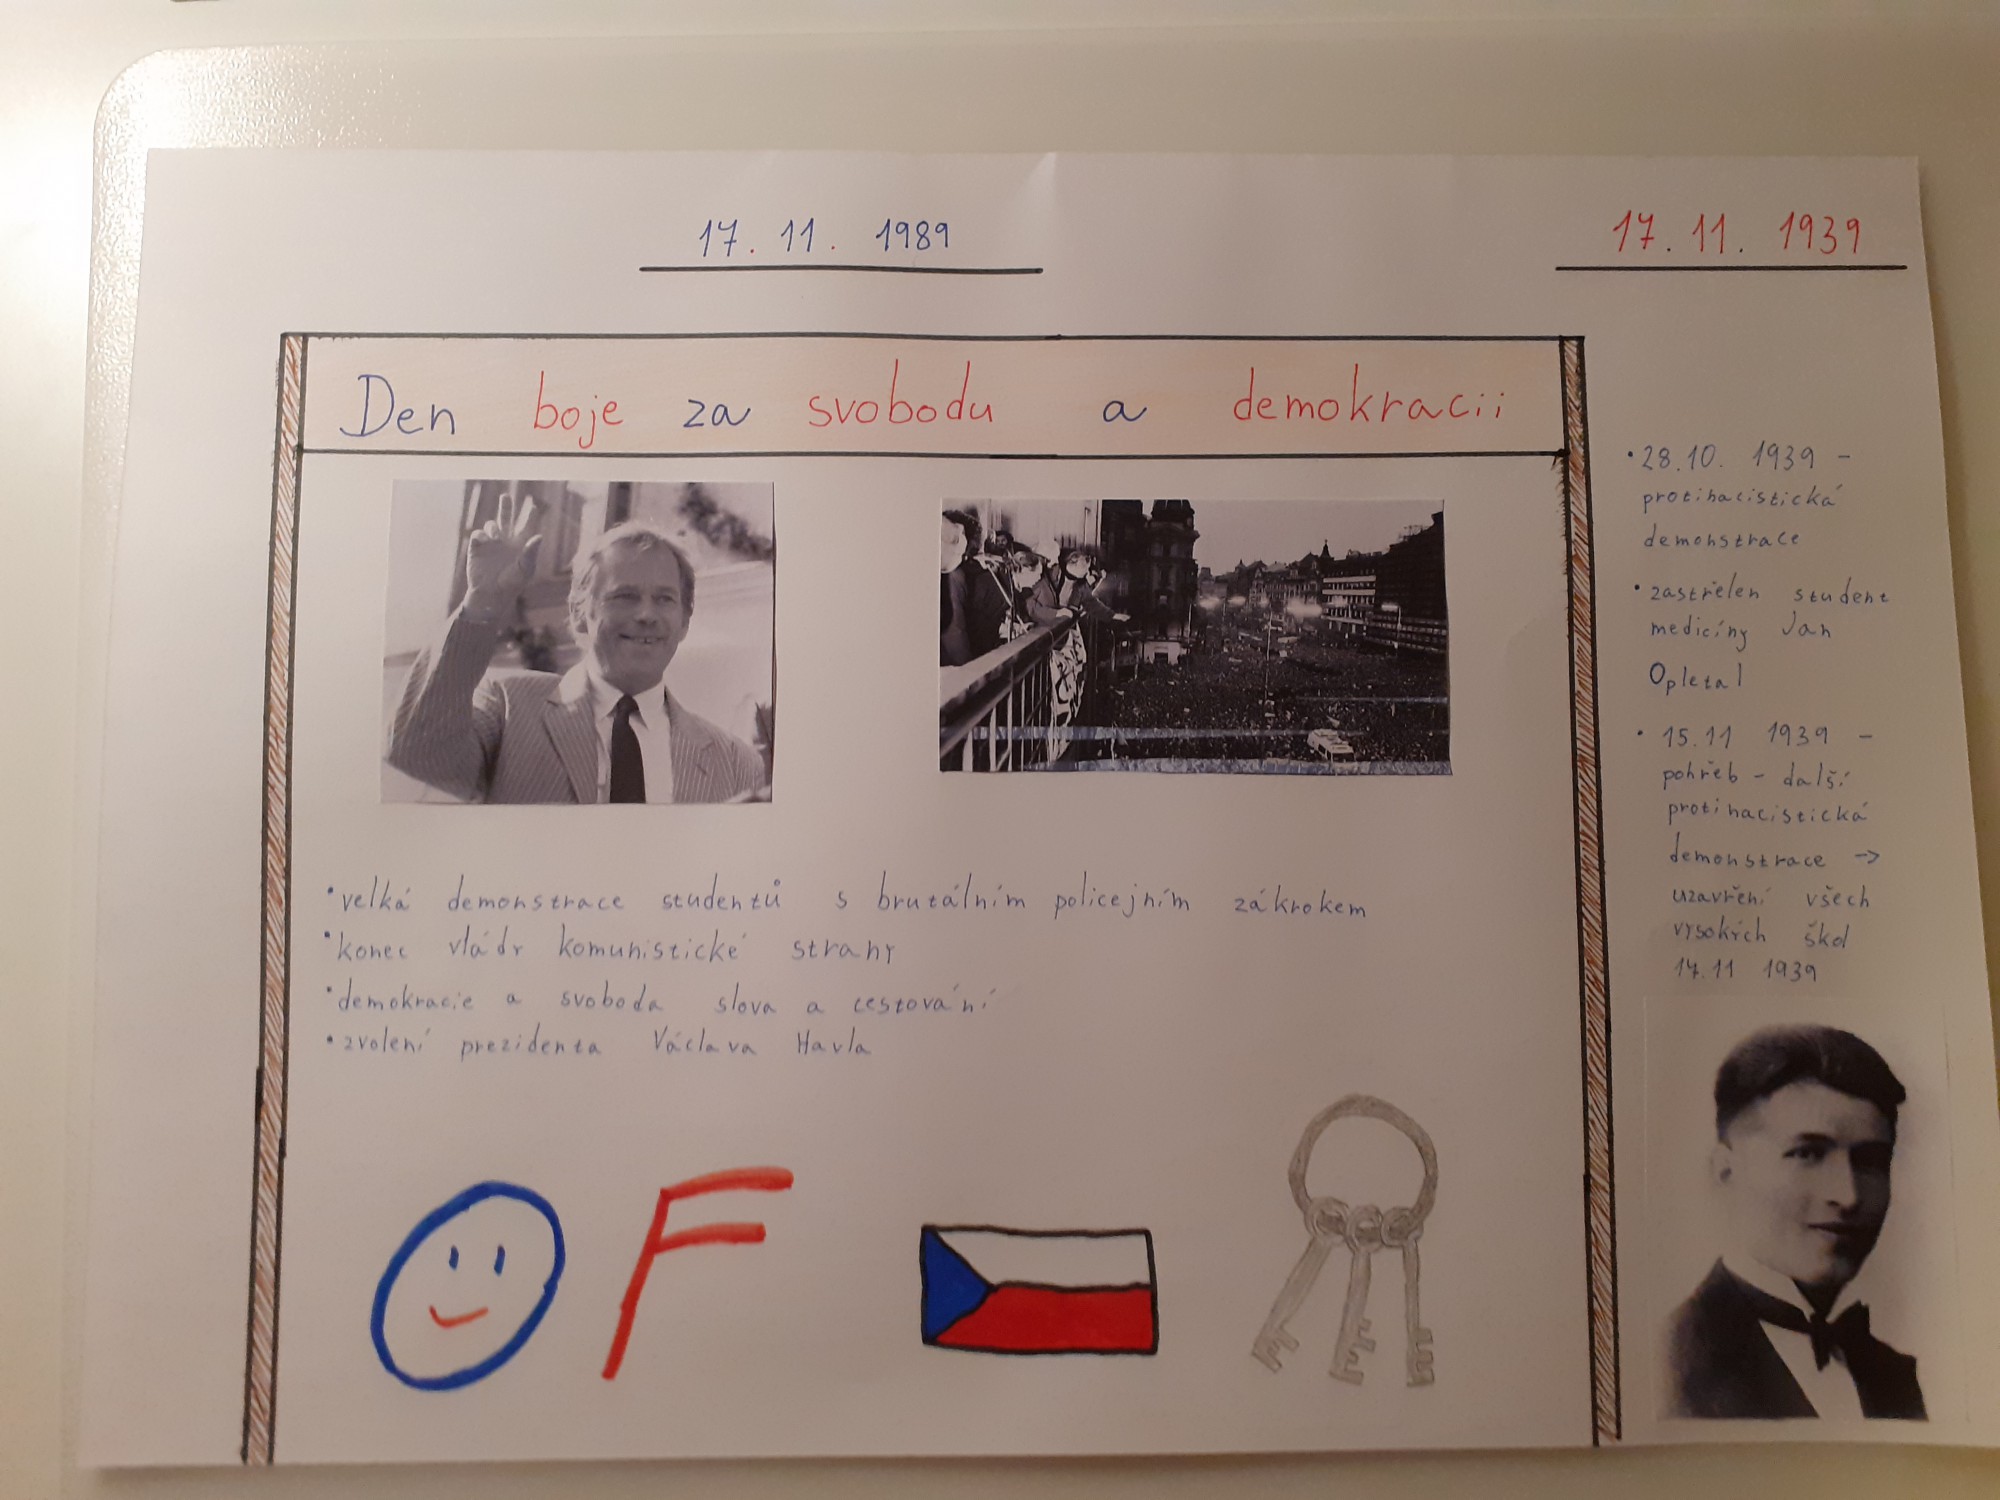 17. 11. 1989
Den boje za svobodu a demokracii
• velká demonstrace studentů s brutálním policejním zákrokem
• konec vlády komunistické strany
• demokracie a svoboda slova a cestování
• zvolení prezidenta Václava Havla
OF
17. 11. 1939
• 28.10. 1939 -
protinacistická
demonstrace
• zastřelen student
medicíny Jan
Opletal
• 15.11 1939 -
pohřeb - další
protinacistická
demonstrace ->
uzavření všech
vysokých škol
17.11 1939